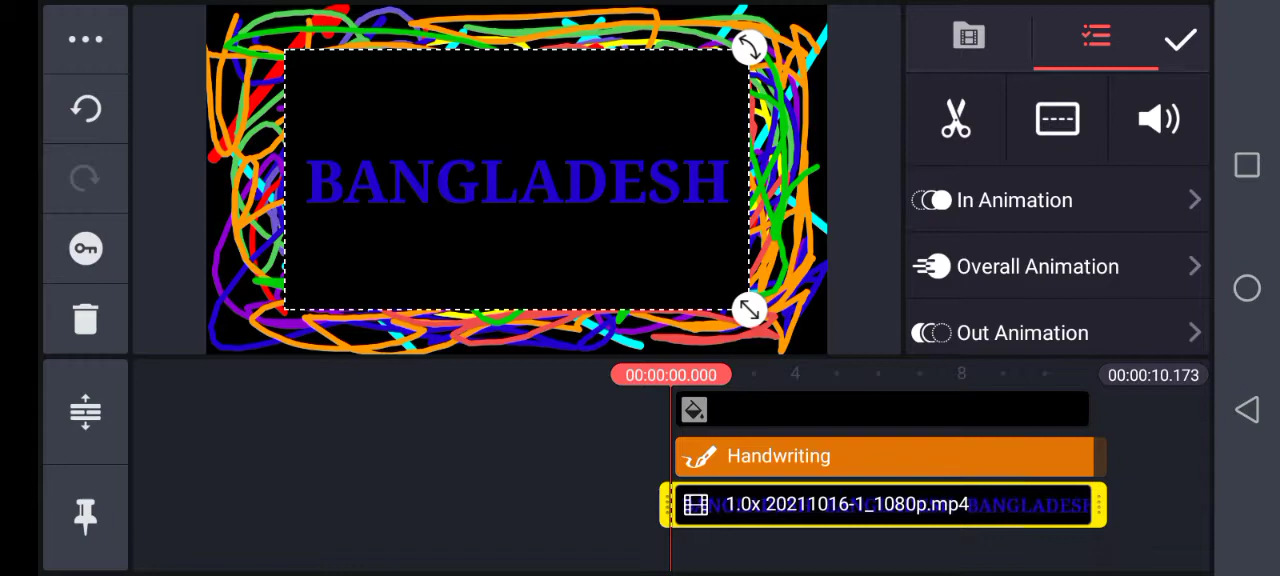 BANGLADESH
In Animation
Overall Animation
Out Animation
00:00:00.000
4
8
00:00:10.173
Handwriting
1.0x 20211016-1_1080p.mp4
BANGLADESH